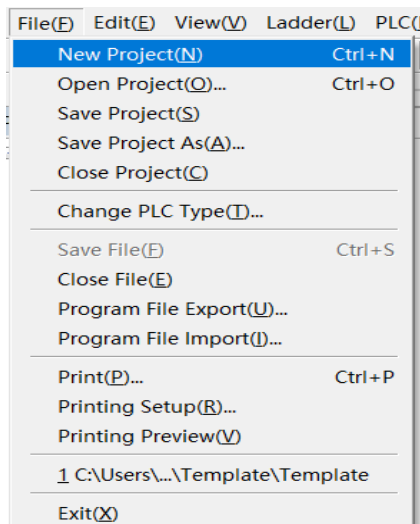 File(F) Edit(E) View(V) Ladder(L) PLC(
New Project(N) Ctrl+N
Open Project(O)... Ctrl+O
Save Project(S)
Save Project As(A)...
Close Project(C)
Change PLC Type(T)...
Save File(F) Ctrl+S
Close File(E)
Program File Export(U)...
Program File Import(I)...
Print(P)... Ctrl+P
Printing Setup(R)...
Printing Preview(V)
1 C:\Users\...\Template\Template
Exit(X)